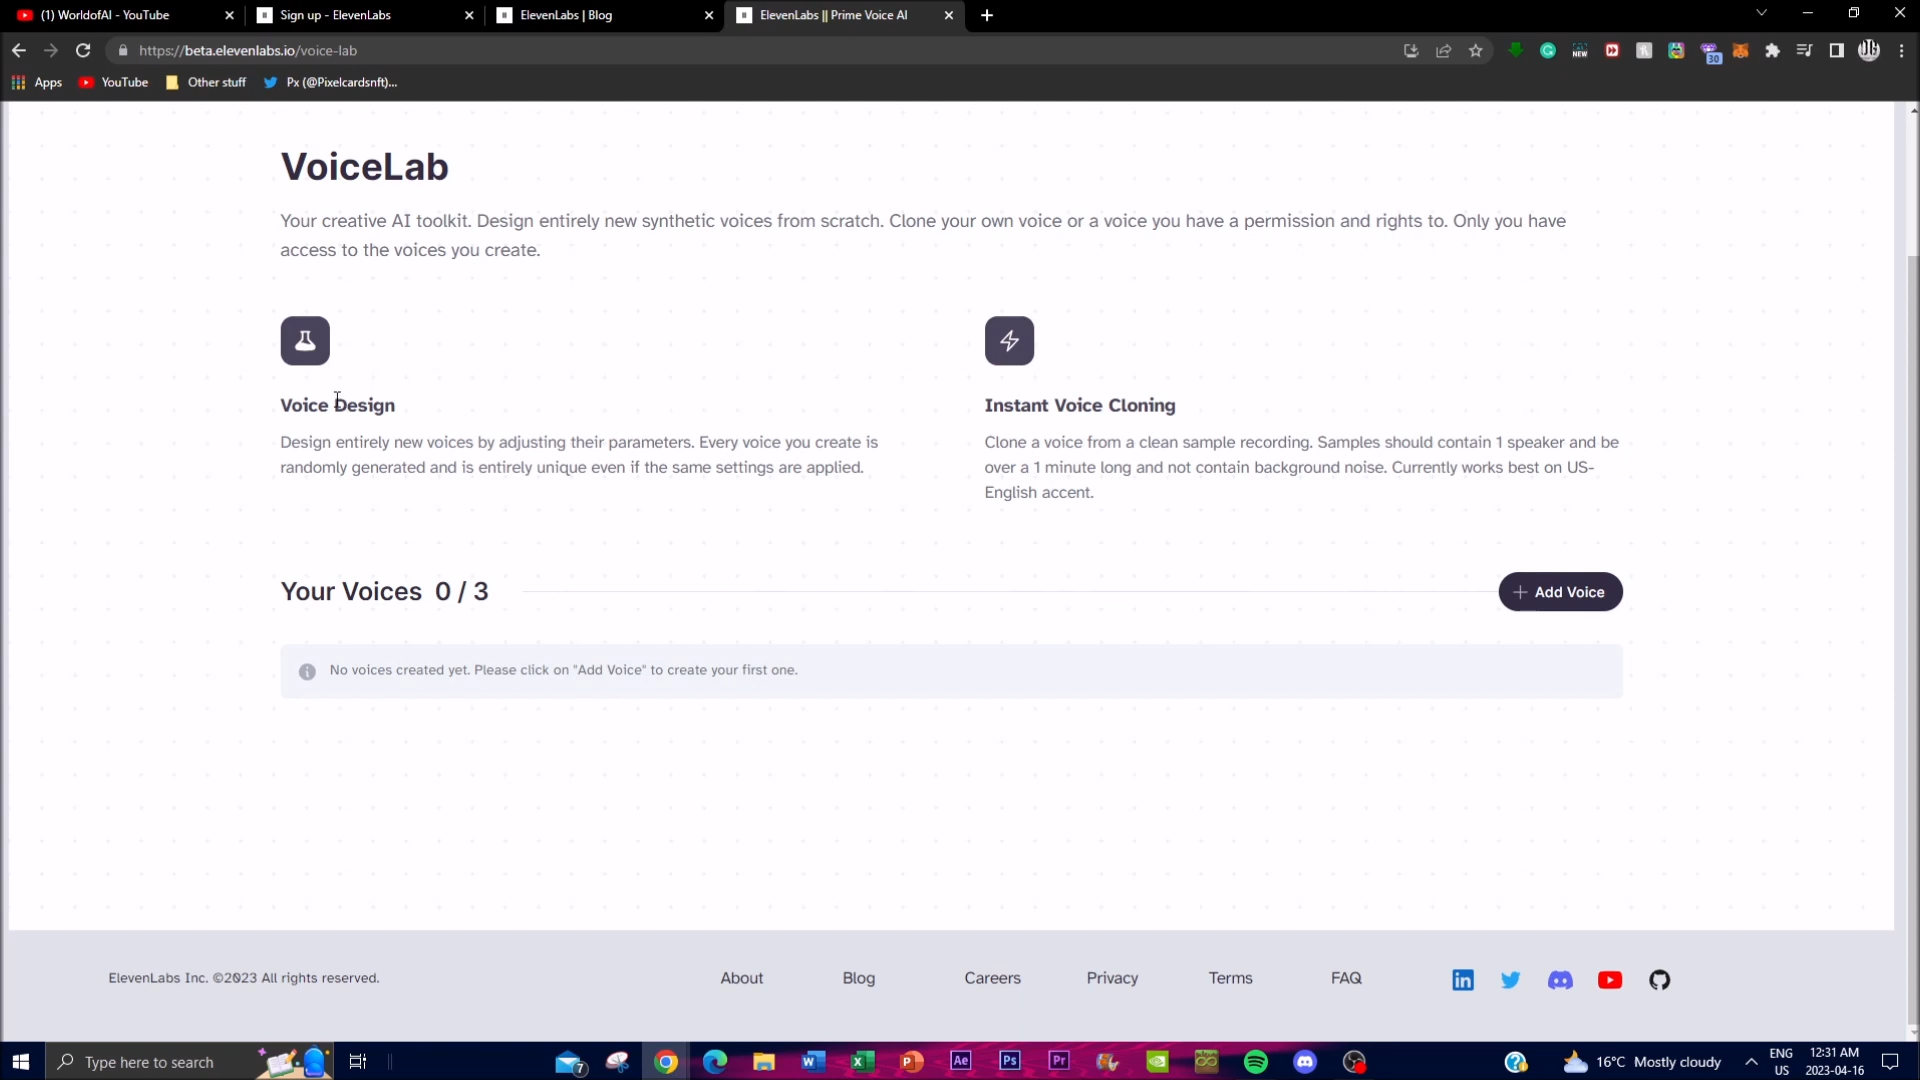 (1) WorldofAI - YouTube
Sign up - ElevenLabs
ElevenLabs | Blog
ElevenLabs || Prime Voice AI
https://beta.elevenlabs.io/voice-lab
NEW
30
Apps
YouTube
Other stuff
Px (@Pixelcardsnft)...
VoiceLab
Your creative AI toolkit. Design entirely new synthetic voices from scratch. Clone your own voice or a voice you have a permission and rights to. Only you have
access to the voices you create.
Voice Design
Design entirely new voices by adjusting their parameters. Every voice you create is
randomly generated and is entirely unique even if the same settings are applied.
Instant Voice Cloning
Clone a voice from a clean sample recording. Samples should contain 1 speaker and be
over a 1 minute long and not contain background noise. Currently works best on US-
English accent.
Your Voices 0 / 3
+ Add Voice
No voices created yet. Please click on "Add Voice" to create your first one.
ElevenLabs Inc. ©2023 All rights reserved.
About
Blog
Careers
Privacy
Terms
FAQ
Type here to search
7
Ae
Ps
Pr
16°C Mostly cloudy
ENG
US
12:31 AM
2023-04-16